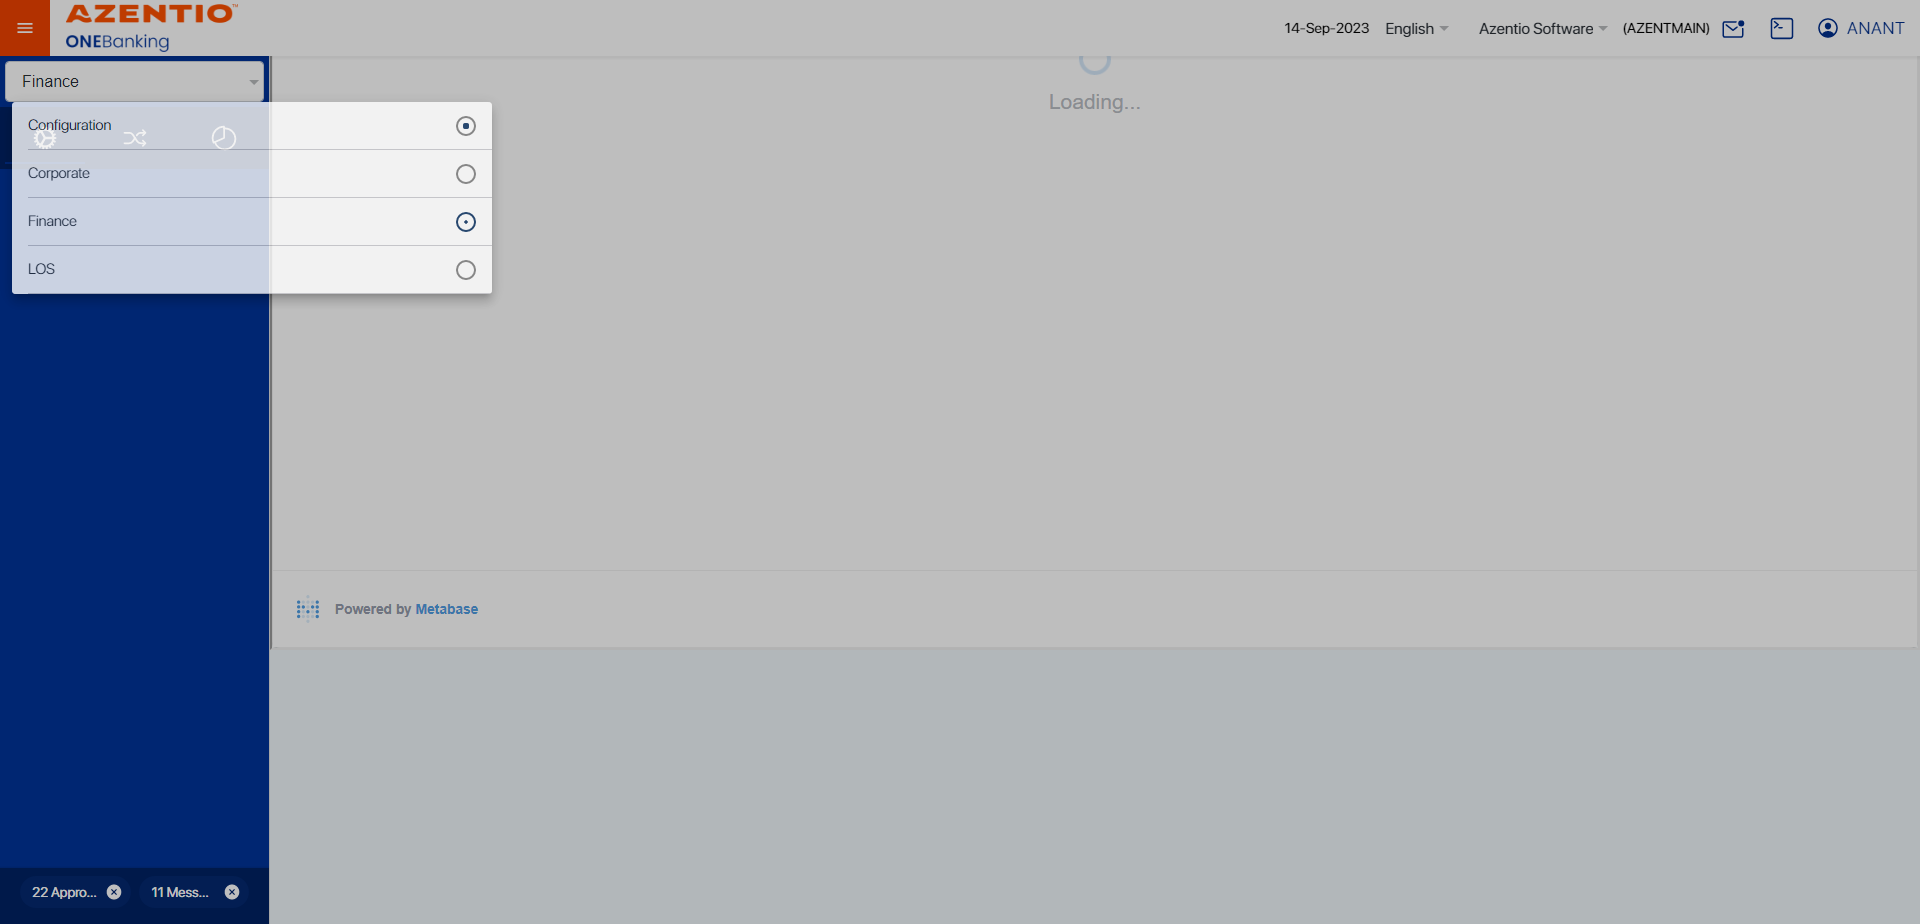 AZENTIO™
ONEBanking
14-Sep-2023 English Azentio Software (AZENTMAIN) ANANT
Finance
Configuration
Corporate
Finance
LOS
Loading...
Powered by Metabase
22 Appro... 11 Mess...